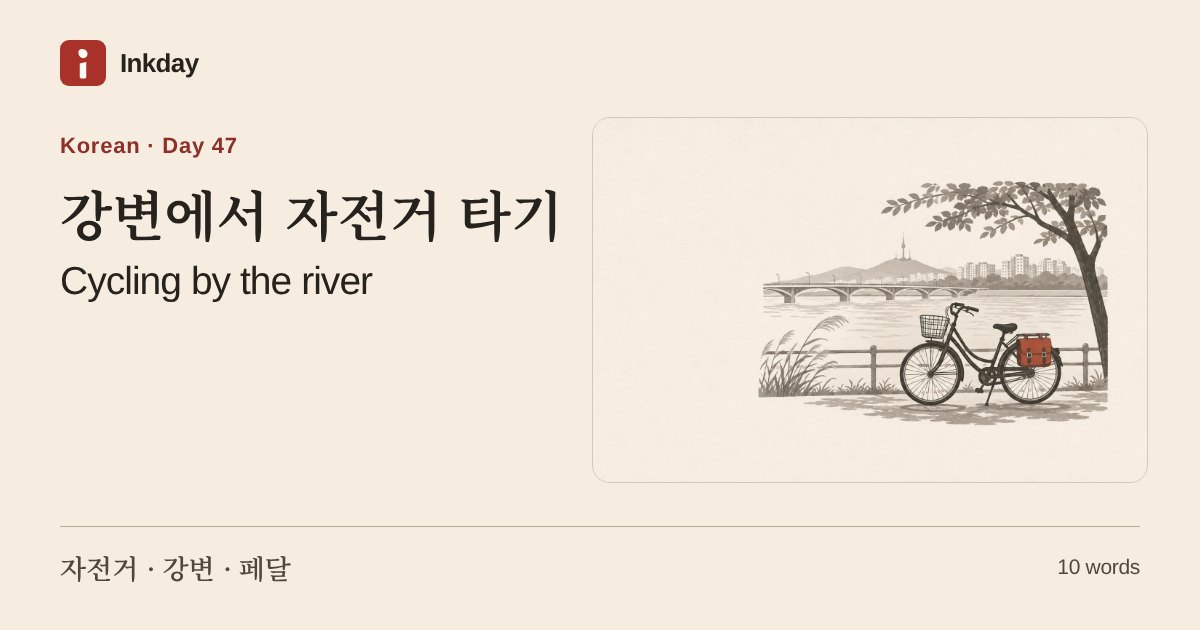 Inkday
Korean · Day 47
강변에서 자전거 타기
Cycling by the river
자전거 · 강변 · 페달
10 words